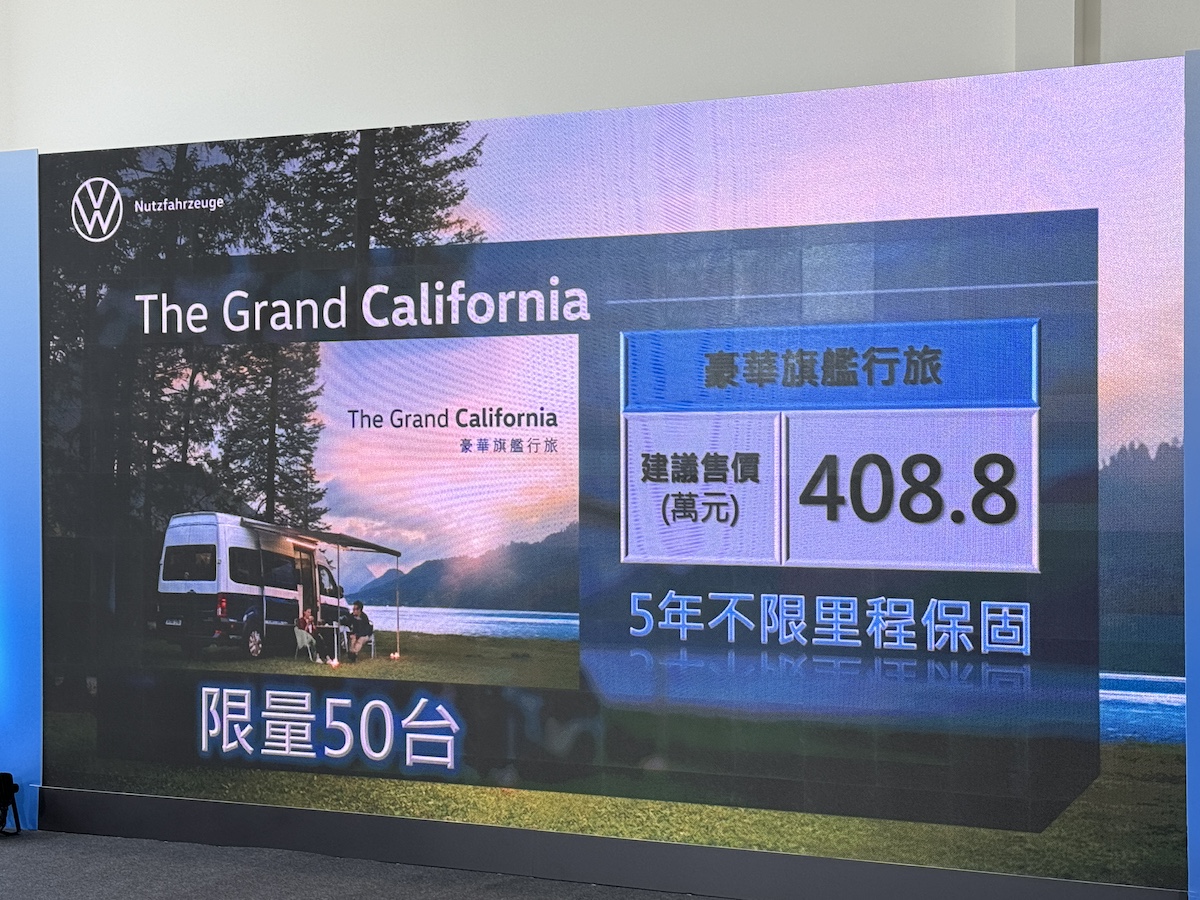 Nutzfahrzeuge
The Grand California
The Grand California
豪華旗艦行旅
限量50台
豪華旗艦行旅
建議售價
(萬元)
408.8
5年不限里程保固